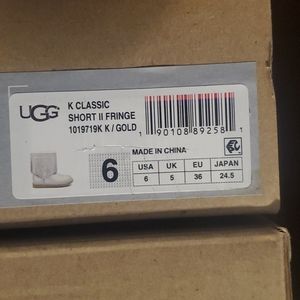 UGG
K CLASSIC
SHORT II FRINGE
1019719K K / GOLD
1 90108 89258 1
MADE IN CHINA
6
USA UK EU JAPAN
6 5 36 24.5